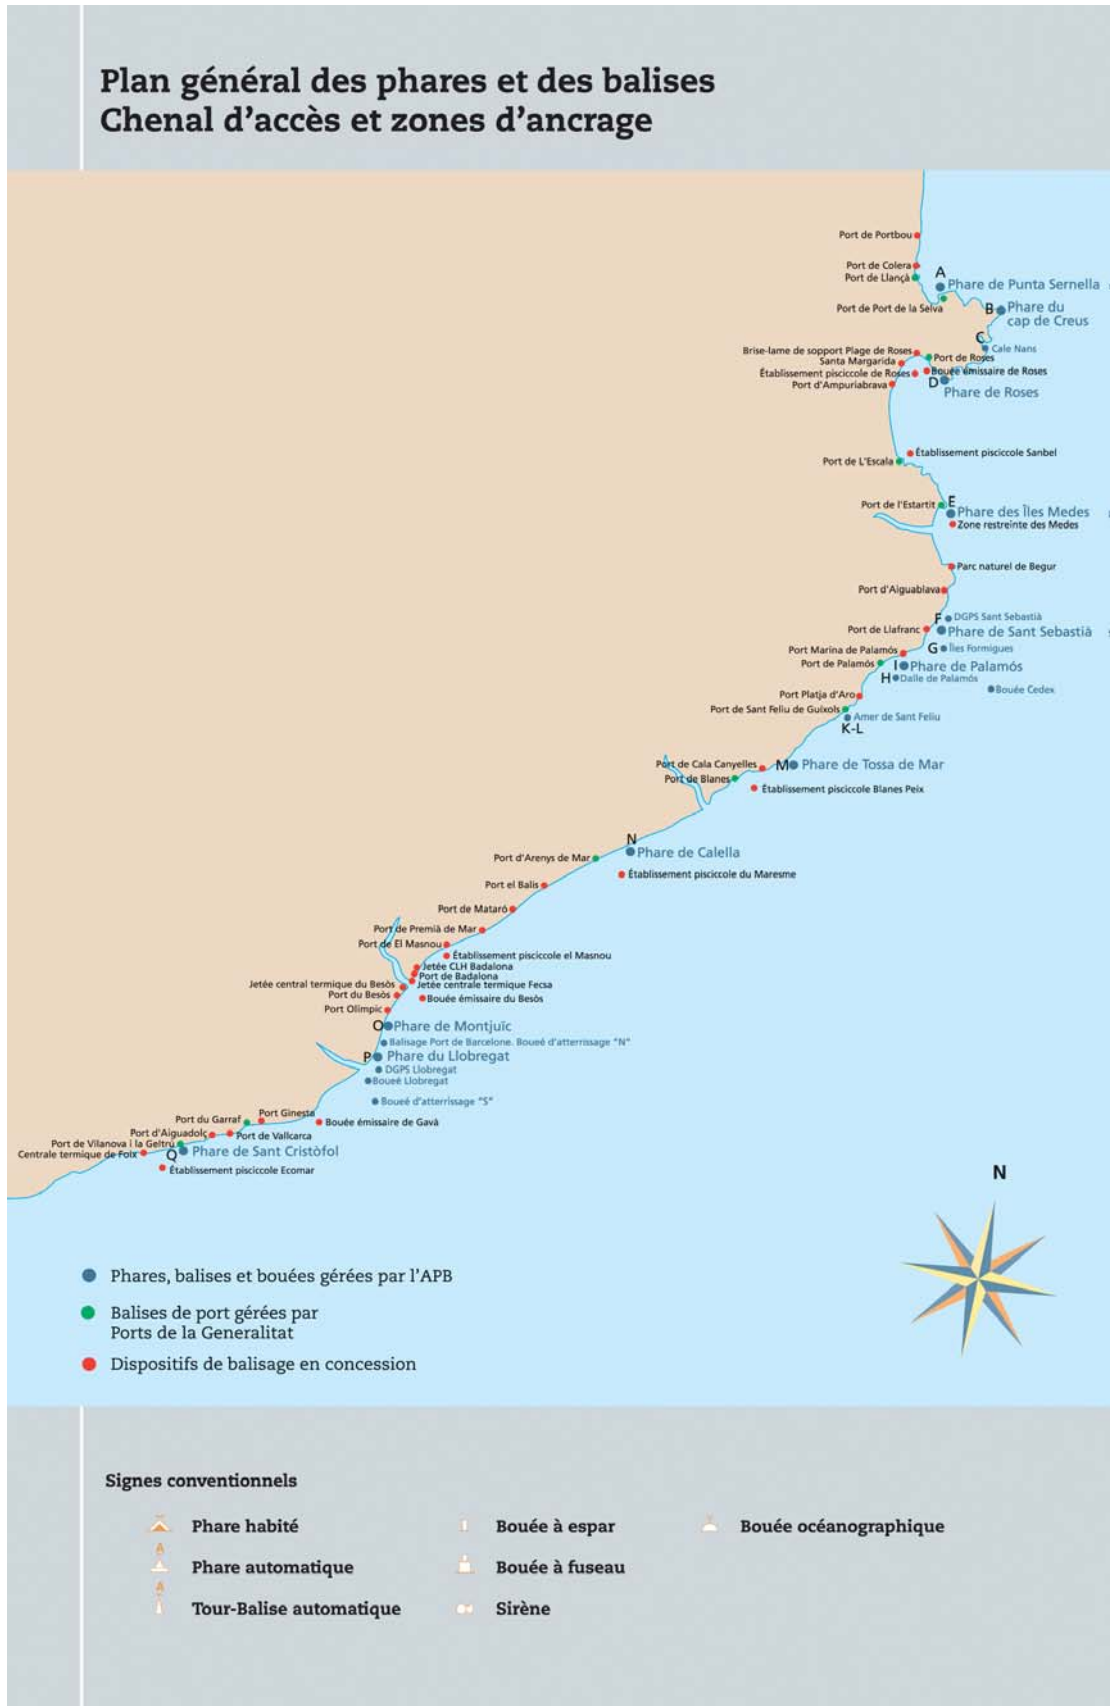 Plan général des phares et des balises
Chenal d'accès et zones d'ancrage
Port de Portbou
Port de Colera
A
Port de Llançà
Phare de Punta Sernella
Port de Port de la Selva
B
Phare du
cap de Creus
C
Cale Nans
Brise-lame de sopport Plage de Roses
Port de Roses
Santa Margarida
Établissement pisciccole de Roses
Bouée émissaire de Roses
Port d'Ampuriabrava
D
Phare de Roses
Établissement pisciccole Sanbel
Port de L'Escala
Port de l'Estartit
E
Phare des Îles Medes
Zone restreinte des Medes
Parc naturel de Begur
Port d'Aiguablava
F
DGPS Sant Sebastià
Port de Llafranc
Phare de Sant Sebastià
Port Marina de Palamós
G
Îles Formigues
Port de Palamós
I
Phare de Palamós
H
Dalle de Palamós
Bouée Cedex
Port Platja d'Aro
Port de Sant Feliu de Guíxols
Amer de Sant Feliu
K-L
Port de Cala Canyelles
M
Phare de Tossa de Mar
Port de Blanes
Établissement pisciccole Blanes Peix
N
Phare de Calella
Port d'Arenys de Mar
Établissement pisciccole du Maresme
Port el Balis
Port de Mataró
Port de Premià de Mar
Port de El Masnou
Établissement pisciccole el Masnou
Jetée CLH Badalona
Port de Badalona
Jetée central termique du Besòs
Jetée centrale termique Fecsa
Port du Besòs
Bouée émissaire du Besòs
Port Olímpic
O
Phare de Montjuïc
Balisage Port de Barcelone. Boueé d'atterrissage "N"
P
Phare du Llobregat
DGPS Llobregat
Boueé Llobregat
Boueé d'atterrissage "S"
Port Ginesta
Port du Garraf
Bouée émissaire de Gavà
Port d'Aiguadolç
Port de Vallcarca
Port de Vilanova i la Geltrú
Centrale termique de Foix
Q
Phare de Sant Cristòfol
Établissement pisciccole Ecomar
N
Phares, balises et bouées gérées par l'APB
Balises de port gérées par
Ports de la Generalitat
Dispositifs de balisage en concession
Signes conventionnels
Phare habité
Bouée à espar
Bouée océanographique
A
Phare automatique
Bouée à fuseau
A
Tour-Balise automatique
Sirène